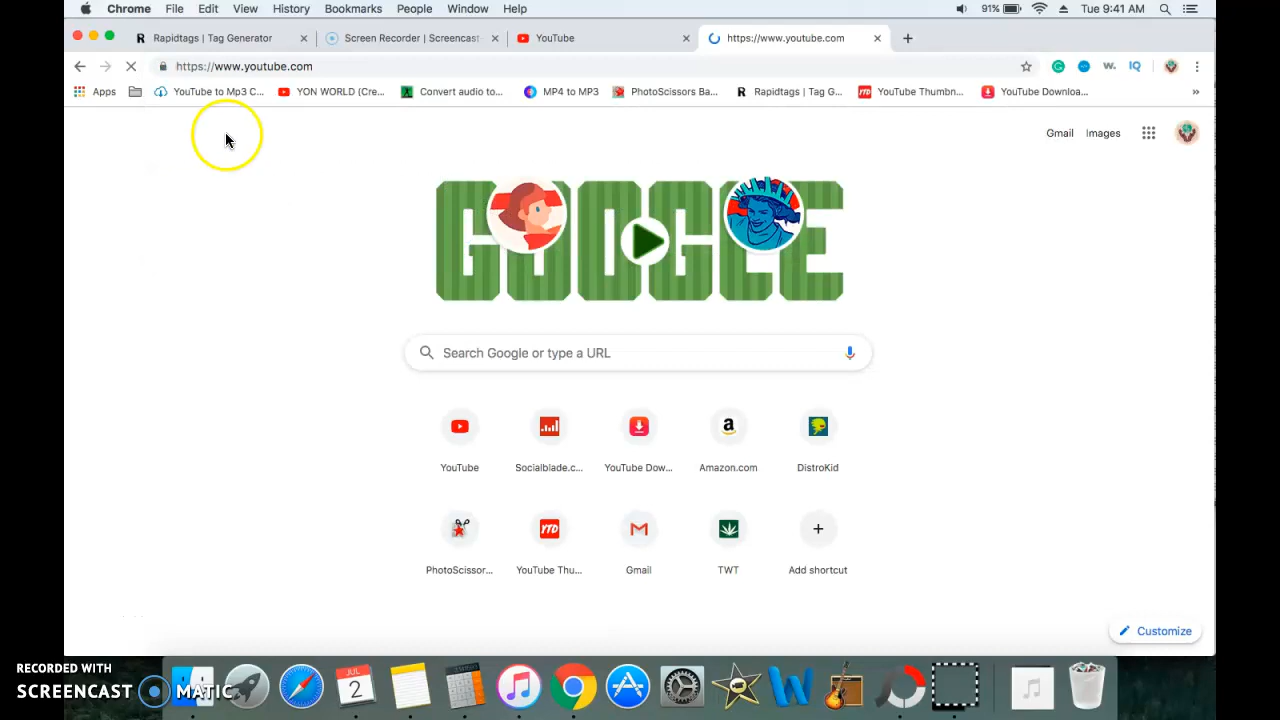 Chrome File Edit View History Bookmarks People Window Help 91% Tue 9:41 AM
Rapidtags | Tag Generator Screen Recorder | Screencast YouTube https://www.youtube.com
https://www.youtube.com W. IQ
Apps YouTube to Mp3 C... YON WORLD (Cre... Convert audio to... MP4 to MP3 PhotoScissors Ba... Rapidtags | Tag G... YouTube Thumbn... YouTube Downloa... »
Gmail Images
GOOGLE
Search Google or type a URL
YouTube Socialblade.c... YouTube Dow... Amazon.com DistroKid
YTD
PhotoScissor... YouTube Thu... Gmail TWT Add shortcut
Customize
RECORDED WITH
SCREENCAST MATIC
JUL
2